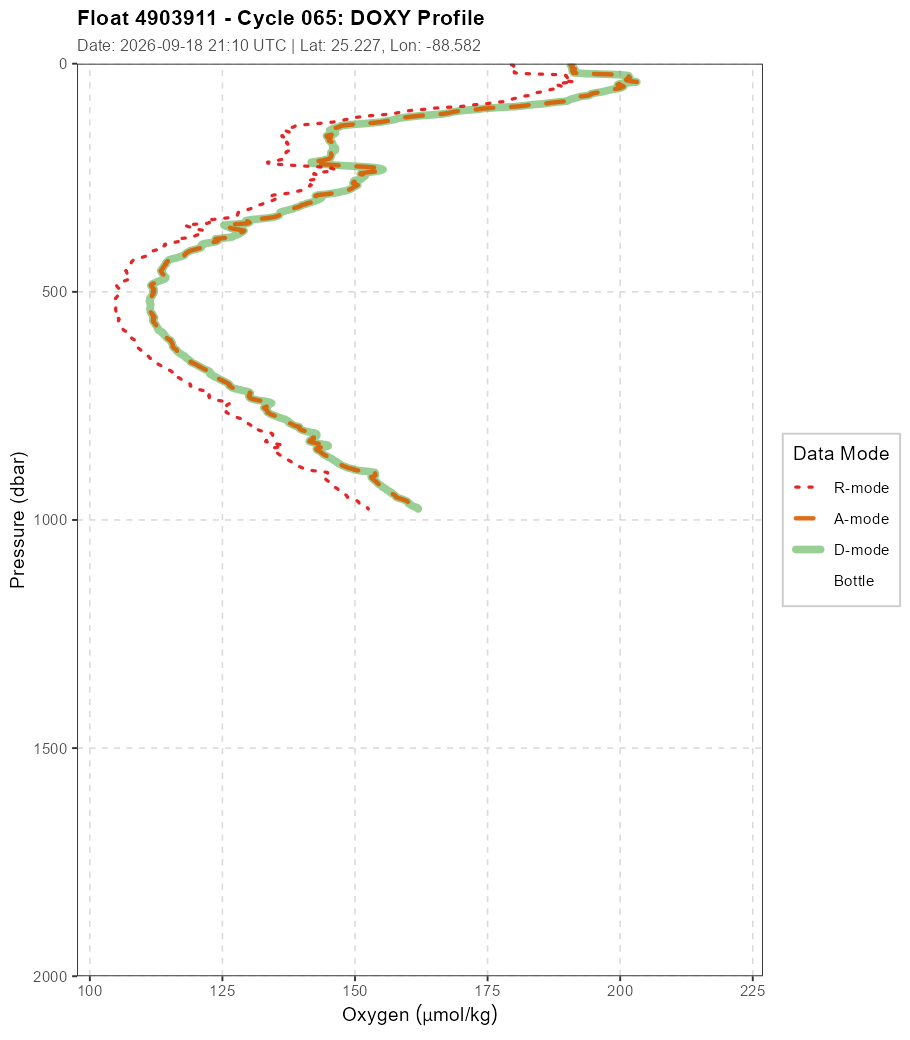 Float 4903911 - Cycle 065: DOXY Profile
Date: 2026-09-18 21:10 UTC | Lat: 25.227, Lon: -88.582
0
500
1000
1500
2000
Pressure (dbar)
100 125 150 175 200 225
Oxygen (µmol/kg)
Data Mode
R-mode
A-mode
D-mode
Bottle